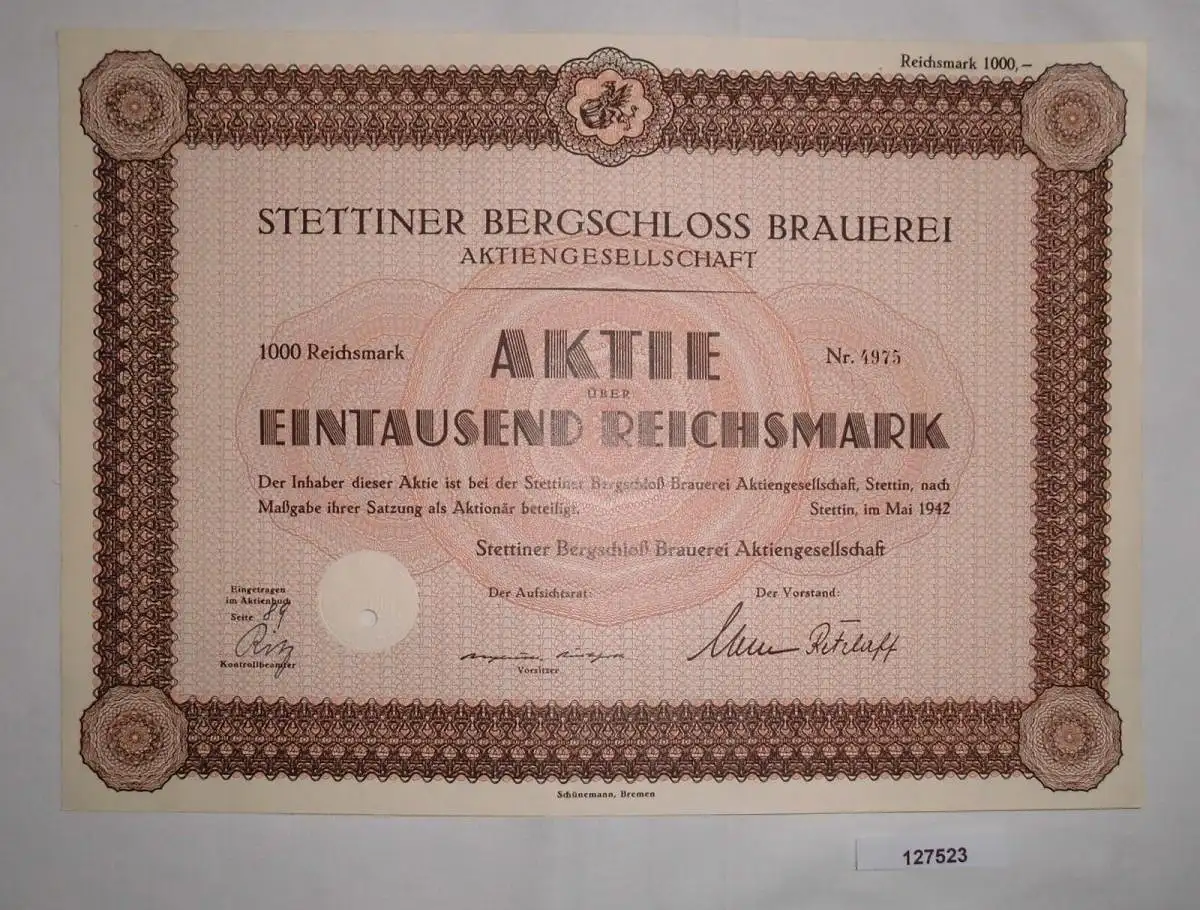 Reichsmark 1000,—
STETTINER BERGSCHLOSS BRAUEREI
AKTIENGESELLSCHAFT
1000 Reichsmark
AKTIE
Nr. 4975
ÜBER
EINTAUSEND REICHSMARK
Der Inhaber dieser Aktie ist bei der Stettiner Bergschloß Brauerei Aktiengesellschaft, Stettin, nach
Maßgabe ihrer Satzung als Aktionär beteiligt.
Stettin, im Mai 1942
Stettiner Bergschloß Brauerei Aktiengesellschaft
Eingetragen
im Aktienbuch
Seite 89
Kontrollbeamter
Der Aufsichtsrat:
Vorsitzer
Der Vorstand:
Schünemann, Bremen
127523